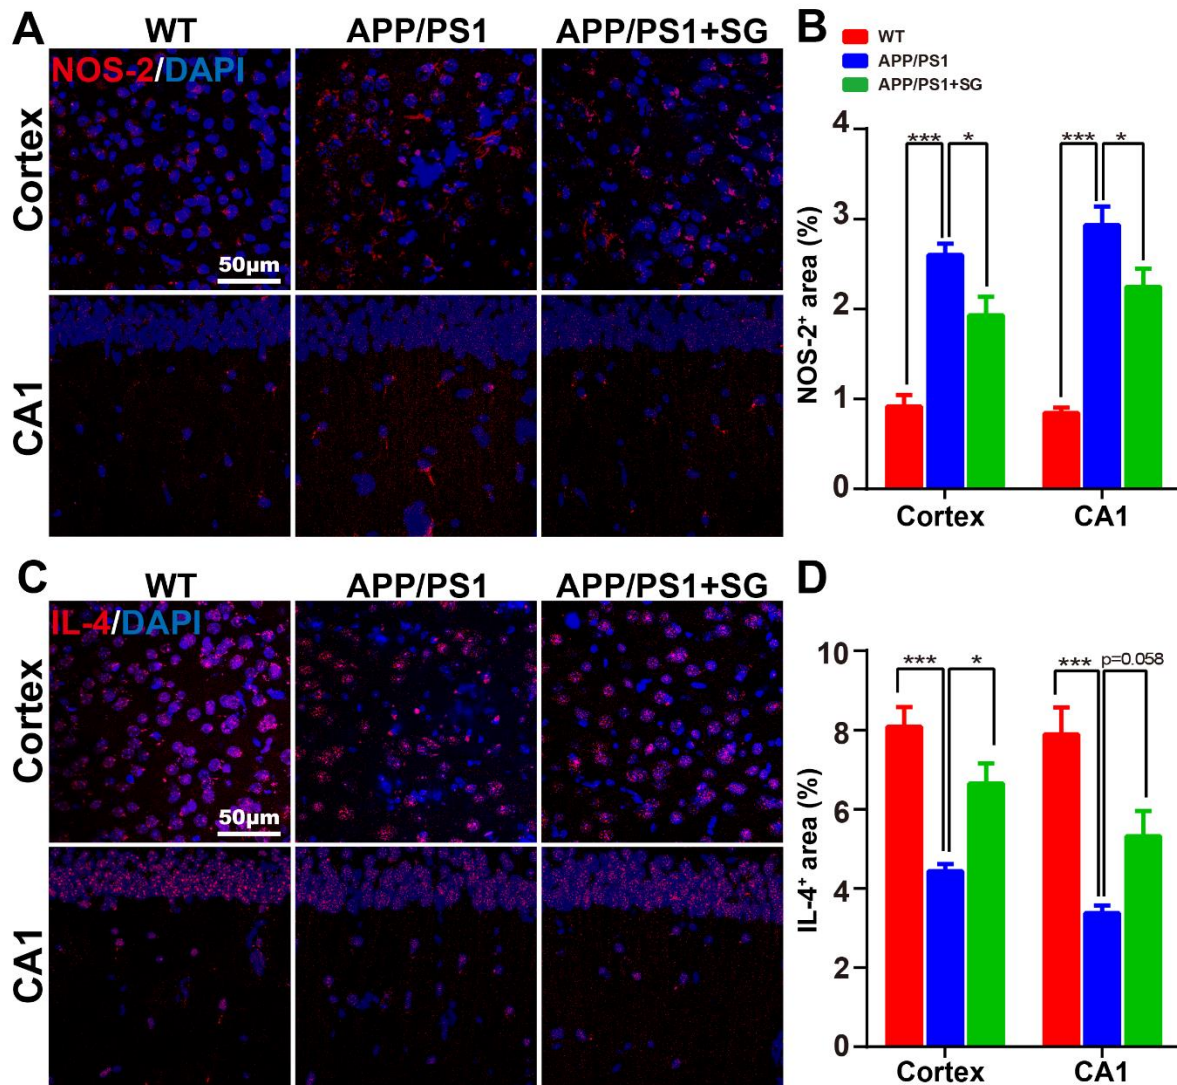 A
WT APP/PS1 APP/PS1+SG
NOS-2/DAPI
Cortex
50µm
CA1
B
WT
APP/PS1
APP/PS1+SG
NOS-2⁺ area (%)
4
3
2
1
0
*** * *** *
Cortex CA1
C
WT APP/PS1 APP/PS1+SG
IL-4/DAPI
Cortex
50µm
CA1
D
IL-4⁺ area (%)
10
8
6
4
2
0
*** * *** p=0.058
Cortex CA1